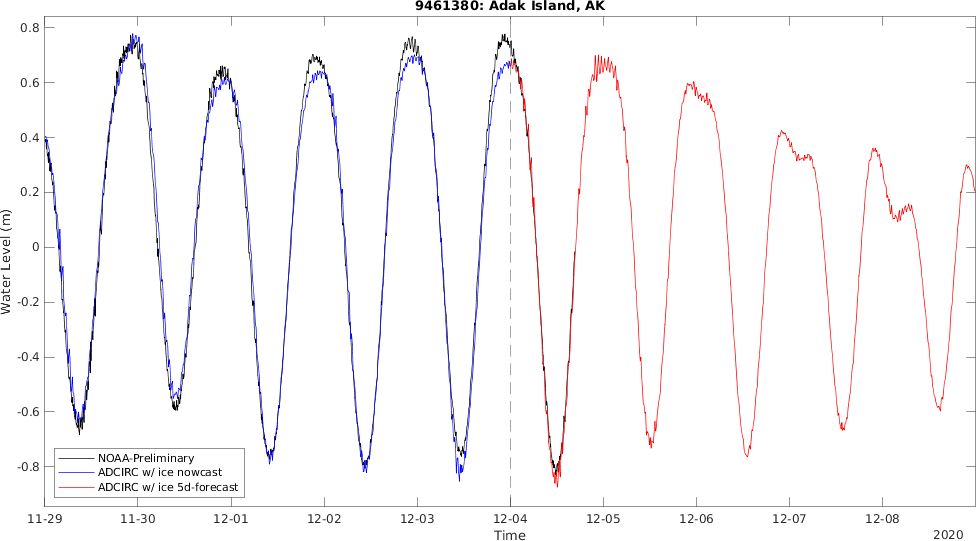 9461380: Adak Island, AK
0.8
0.6
0.4
0.2
0
-0.2
-0.4
-0.6
-0.8
Water Level (m)
NOAA-Preliminary
ADCIRC w/ ice nowcast
ADCIRC w/ ice 5d-forecast
11-29 11-30 12-01 12-02 12-03 12-04 12-05 12-06 12-07 12-08
Time
2020